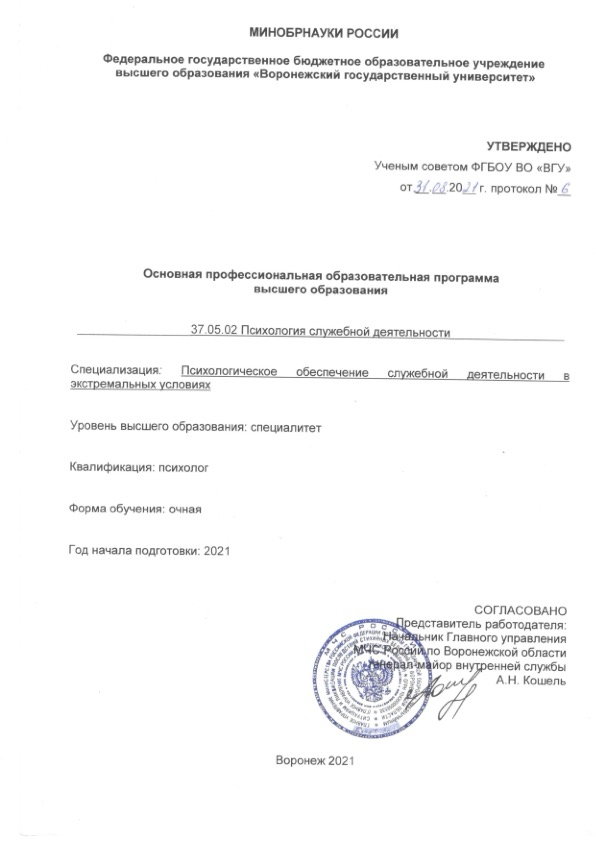 МИНОБРНАУКИ РОССИИ
Федеральное государственное бюджетное образовательное учреждение
высшего образования «Воронежский государственный университет»
УТВЕРЖДЕНО
Ученым советом ФГБОУ ВО «ВГУ»
от 31.08.2021 г. протокол № 6
Основная профессиональная образовательная программа
высшего образования
37.05.02 Психология служебной деятельности
Специализация: Психологическое обеспечение служебной деятельности в
экстремальных условиях
Уровень высшего образования: специалитет
Квалификация: психолог
Форма обучения: очная
Год начала подготовки: 2021
СОГЛАСОВАНО
Представитель работодателя:
Начальник Главного управления
МЧС России по Воронежской области
генерал-майор внутренней службы
А.Н. Кошель
МЧС РОССИИ
Воронеж 2021